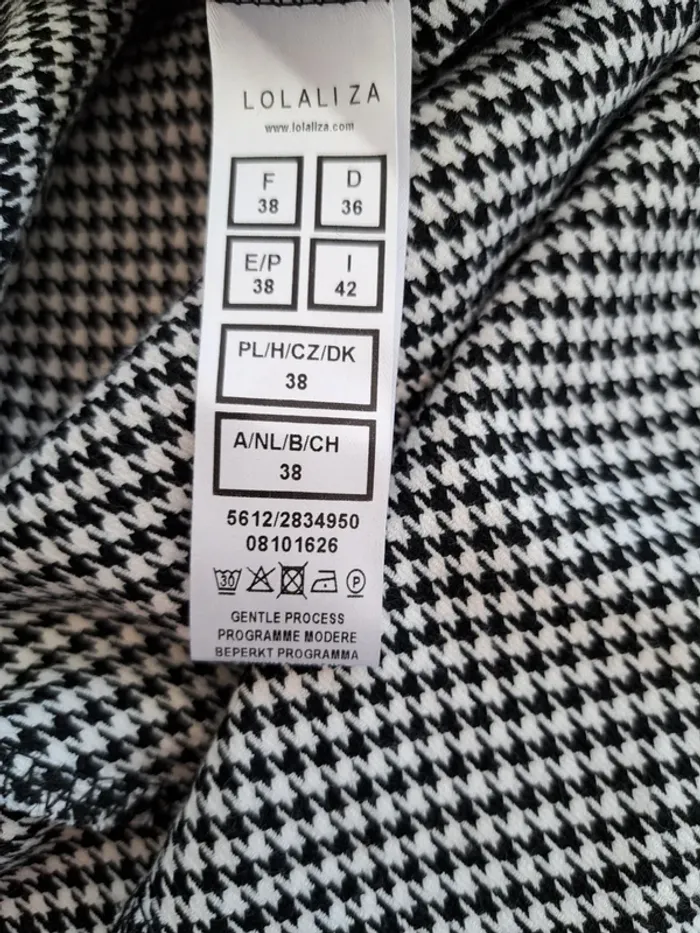 LOLALIZA
www.lolaliza.com
F D
38 36
E/P I
38 42
PL/H/CZ/DK
38
A/NL/B/CH
38
5612/2834950
08101626
30 P
GENTLE PROCESS
PROGRAMME MODERE
BEPERKT PROGRAMMA